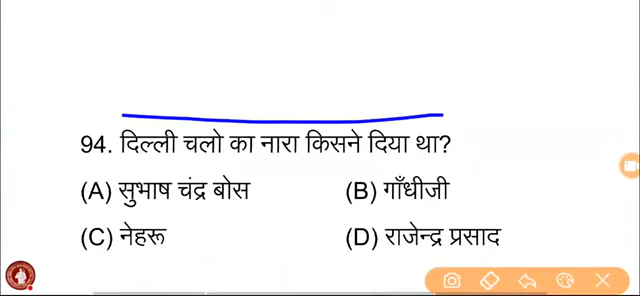 94. दिल्ली चलो का नारा किसने दिया था?
(A) सुभाष चंद्र बोस (B) गाँधीजी
(C) नेहरू (D) राजेन्द्र प्रसाद